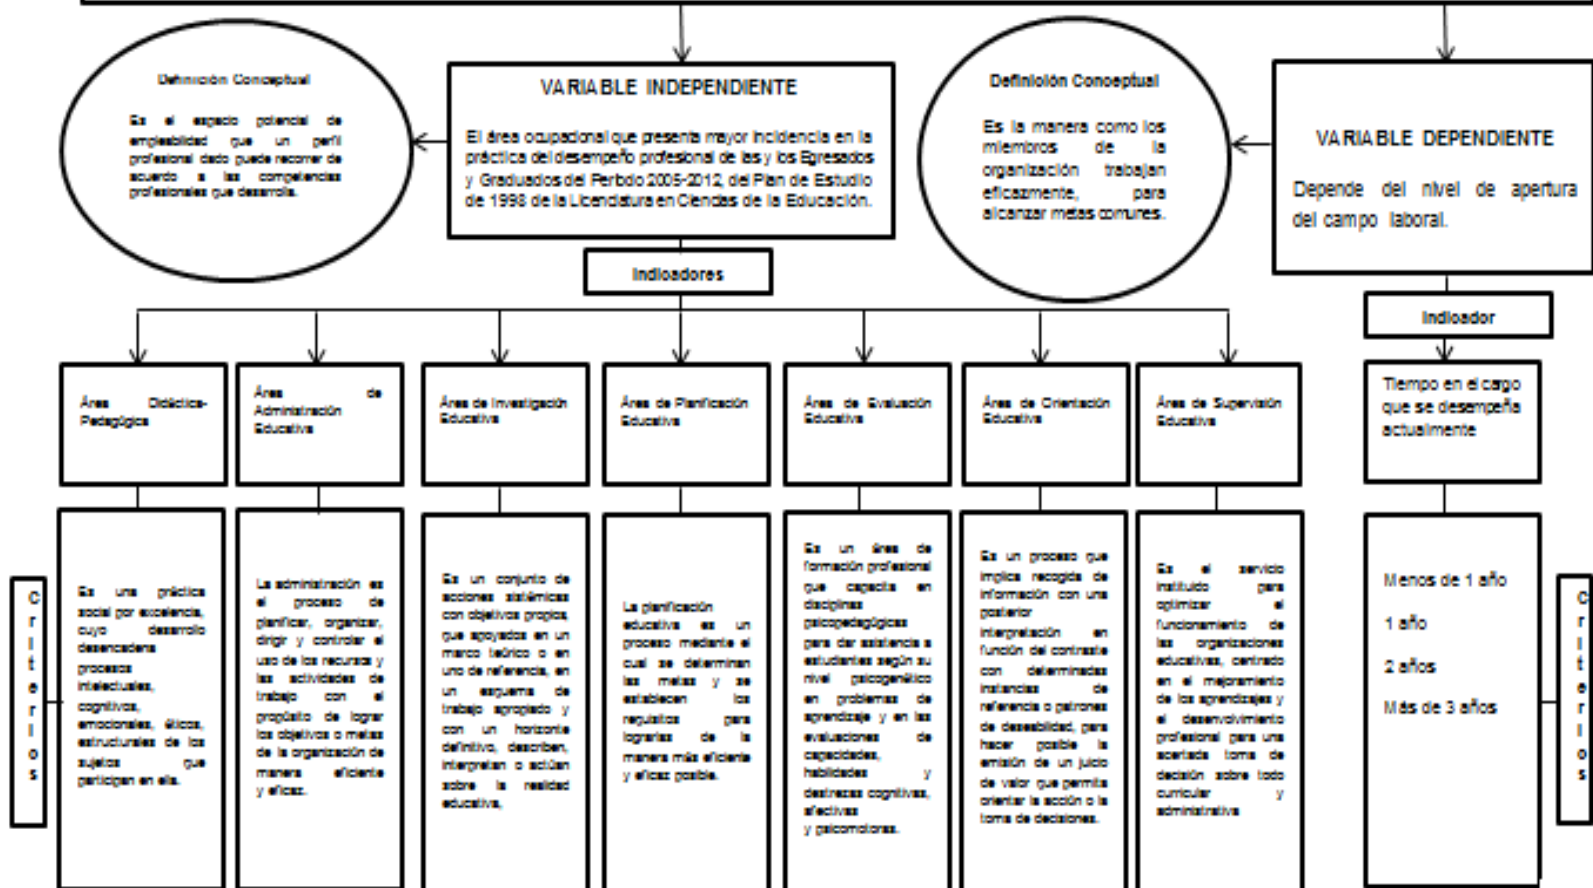 Definición Conceptual
Es el espacio potencial de
empleabilidad que un perfil
profesional dado puede recorrer de
acuerdo a las competencias
profesionales que desarrolla.
VARIABLE INDEPENDIENTE
El área ocupacional que presenta mayor incidencia en la
práctica del desempeño profesional de las y los Egresados
y Graduados del Periodo 2005-2012, del Plan de Estudio
de 1998 de la Licenciatura en Ciencias de la Educación.
Definición Conceptual
Es la manera como los
miembros de la
organización trabajan
eficazmente, para
alcanzar metas comunes.
VARIABLE DEPENDIENTE
Depende del nivel de apertura
del campo laboral.
Indicadores
Indicador
Área Didáctica-
Pedagógica
Área de
Administración
Educativa
Área de Investigación
Educativa
Área de Planificación
Educativa
Área de Evaluación
Educativa
Área de Orientación
Educativa
Área de Supervisión
Educativa
Tiempo en el cargo
que se desempeña
actualmente
Criterios
Es una práctica
social por excelencia,
cuyo desarrollo
desencadena
procesos
intelectuales,
cognitivos,
emocionales, éticos,
estructurales de los
sujetos que
participan en ella.
La administración es
el proceso de
planificar, organizar,
dirigir y controlar el
uso de los recursos y
las actividades de
trabajo con el
propósito de lograr
los objetivos o metas
de la organización de
manera eficiente
y eficaz.
Es un conjunto de
acciones sistémicas
con objetivos propios,
que apoyados en un
marco teórico o en
uno de referencia, en
un esquema de
trabajo apropiado y
con un horizonte
definitivo, describen,
interpretan o actúan
sobre la realidad
educativa,
La planificación
educativa es un
proceso mediante el
cual se determinan
las metas y se
establecen los
requisitos para
lograrlas de la
manera más eficiente
y eficaz posible.
Es un área de
formación profesional
que capacita en
disciplinas
psicopedagógicas
para dar asistencia a
estudiantes según su
nivel psicogenético
en problemas de
aprendizaje y en las
evaluaciones de
capacidades,
habilidades y
destrezas cognitivas,
afectivas
y psicomotoras.
Es un proceso que
implica recogida de
información con una
posterior
interpretación en
función del contraste
con determinadas
instancias de
referencia o patrones
de deseabilidad, para
hacer posible la
emisión de un juicio
de valor que permita
orientar la acción o la
toma de decisiones.
Es el servicio
instituido para
optimizar el
funcionamiento de
las organizaciones
educativas, centrado
en el mejoramiento
de los aprendizajes y
el desenvolvimiento
profesional para una
acertada toma de
decisión sobre todo
curricular y
administrativa
Menos de 1 año
1 año
2 años
Más de 3 años
Criterios